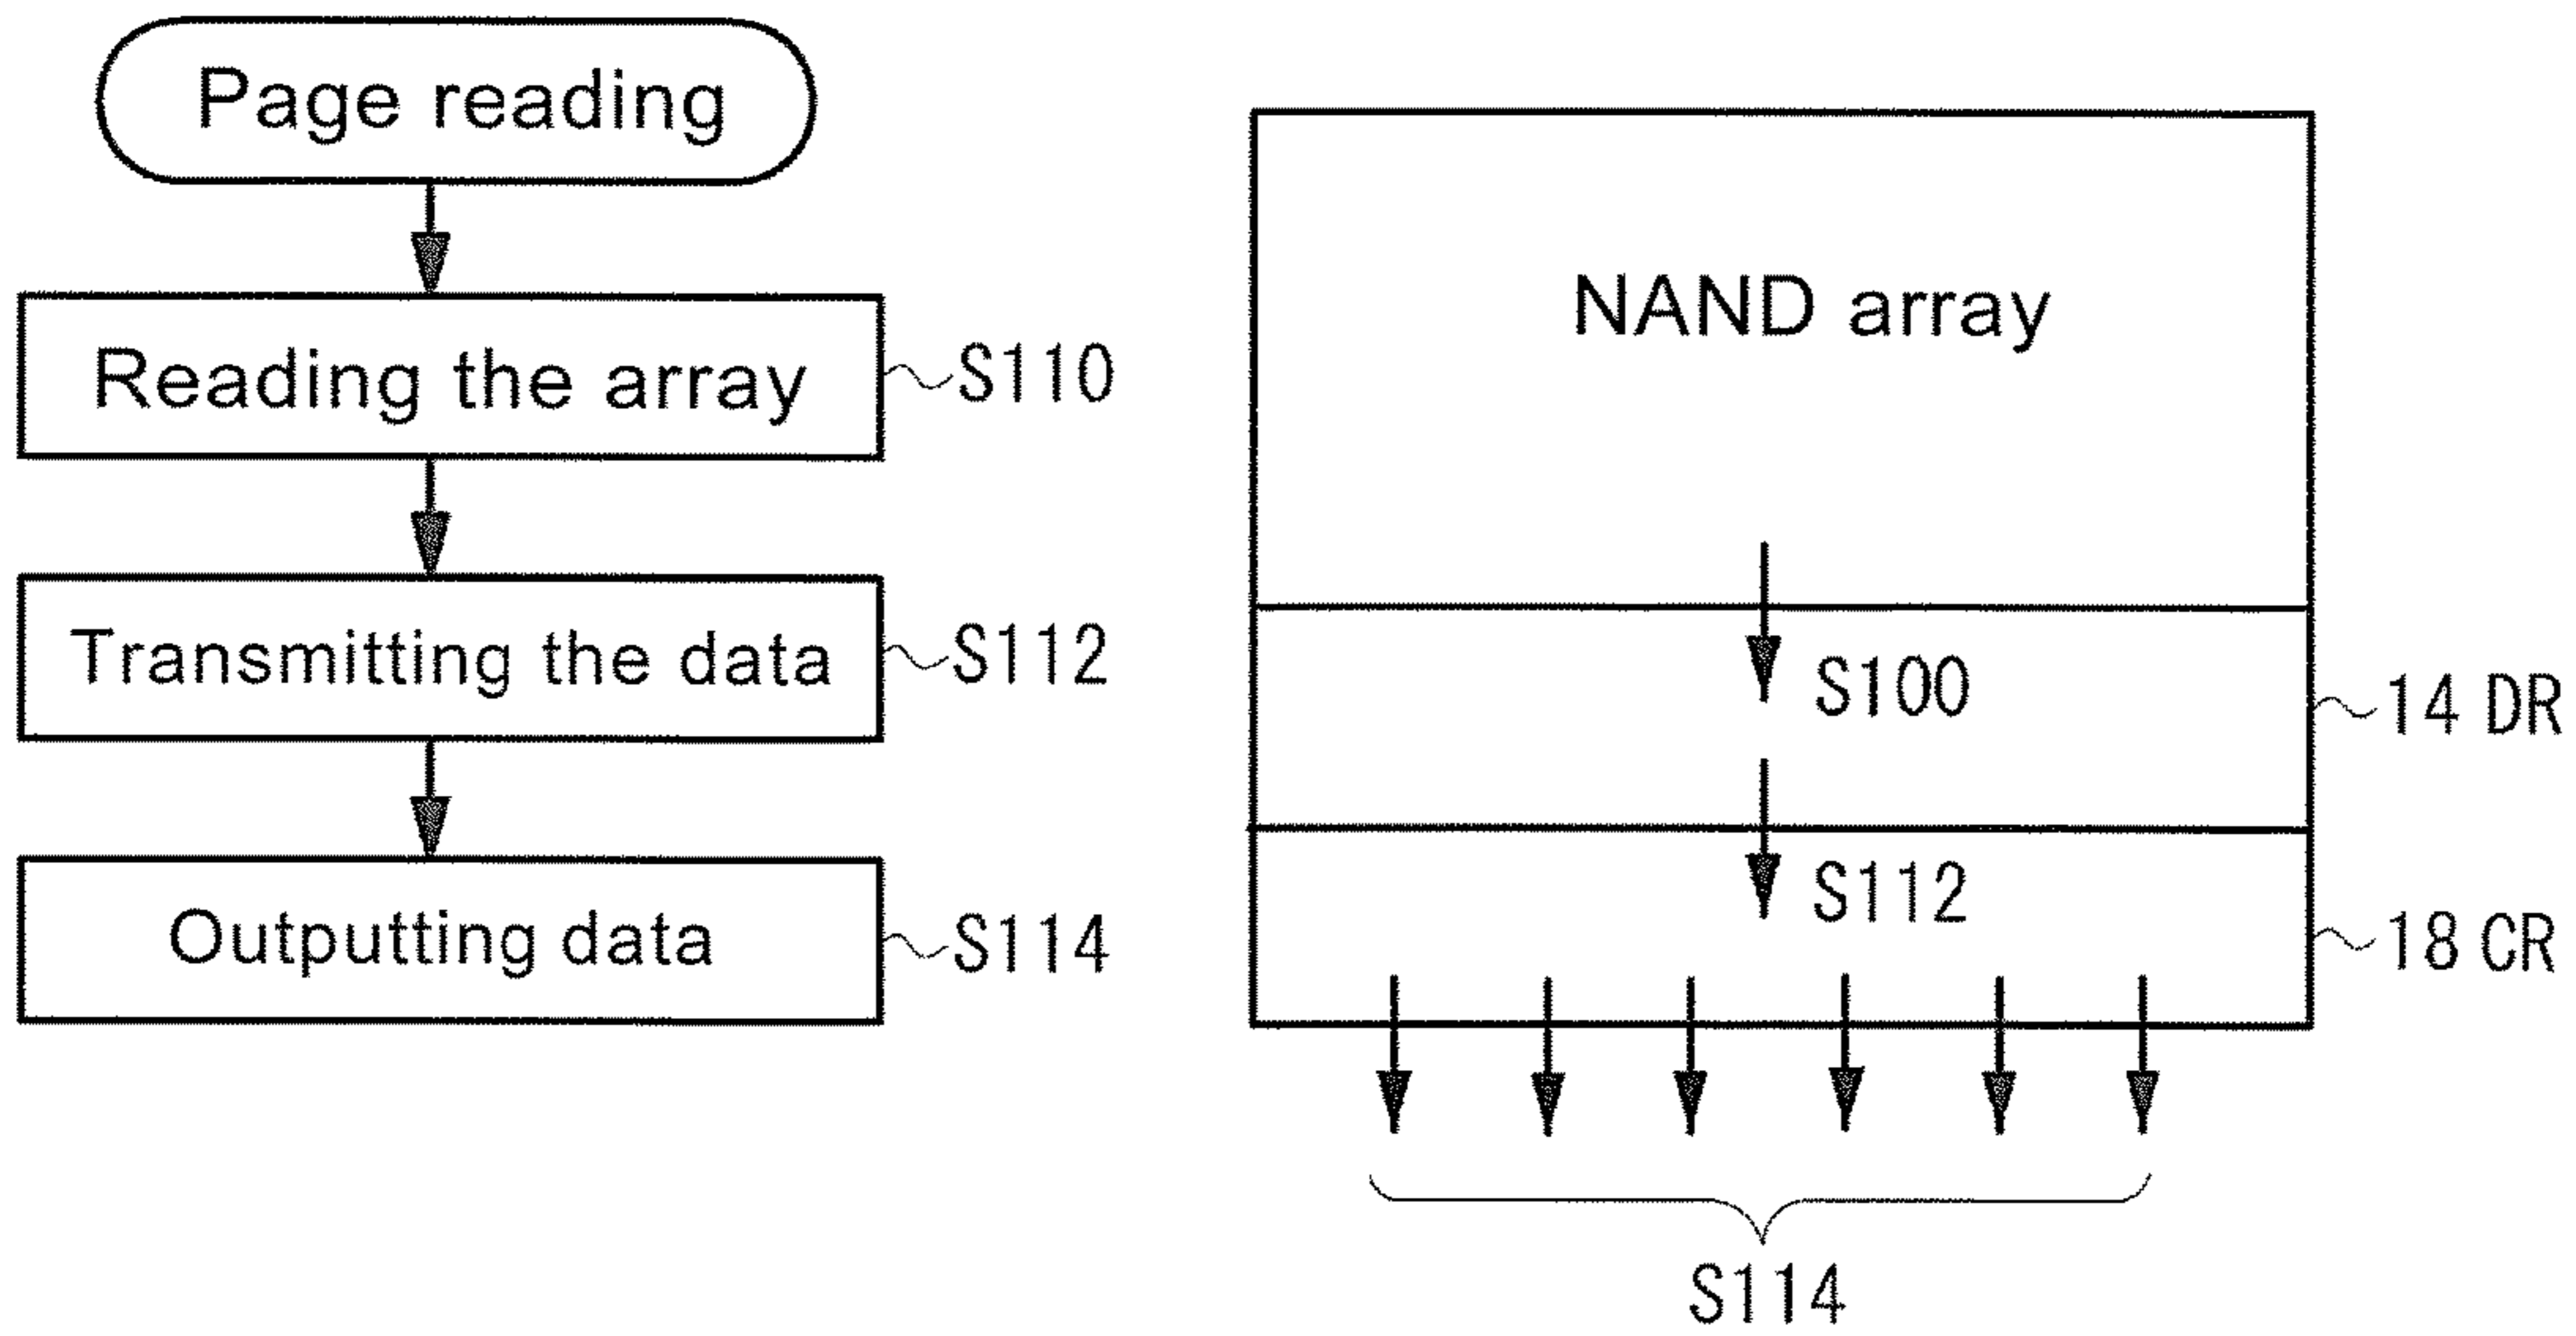 Page reading
Reading the array
S110
Transmitting the data
S112
Outputting data
S114
NAND array
S100
14 DR
S112
18 CR
S114